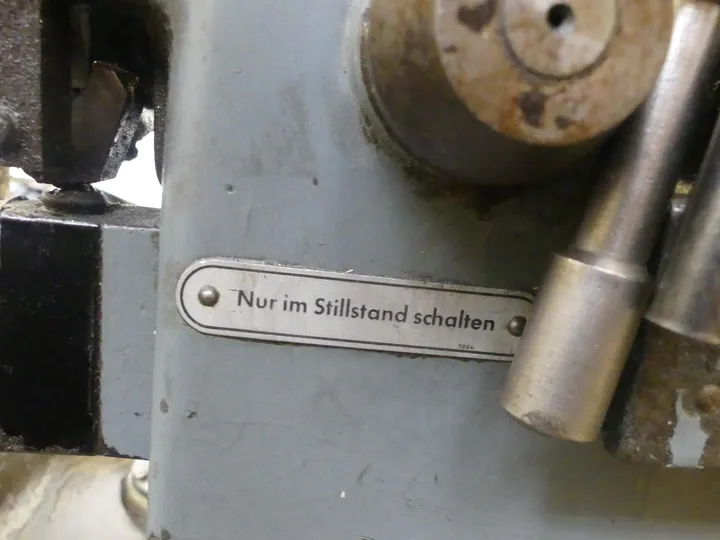 Nur im Stillstand schalten